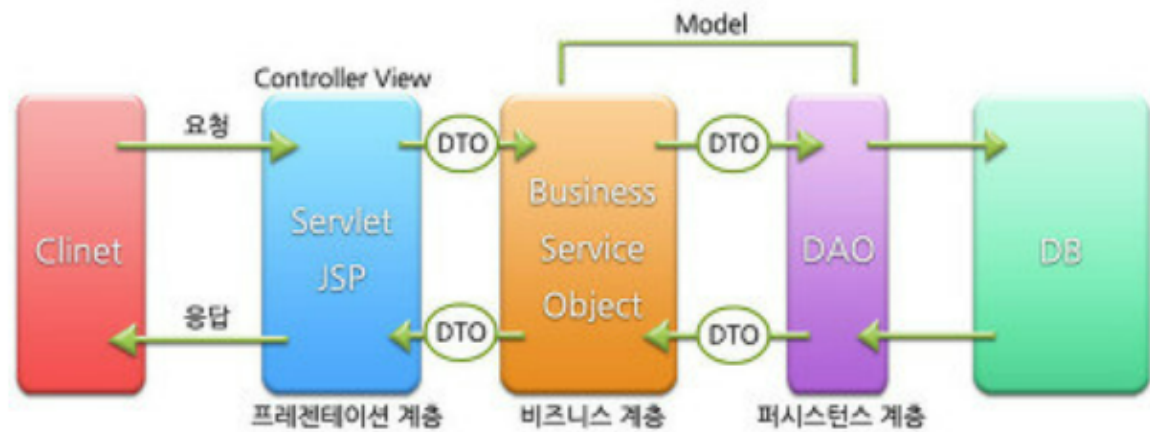 Model
Controller View
요청
DTO
DTO
Clinet
Servlet
JSP
Business
Service
Object
DAO
DB
응답
DTO
DTO
프레젠테이션 계층
비즈니스 계층
퍼시스턴스 계층